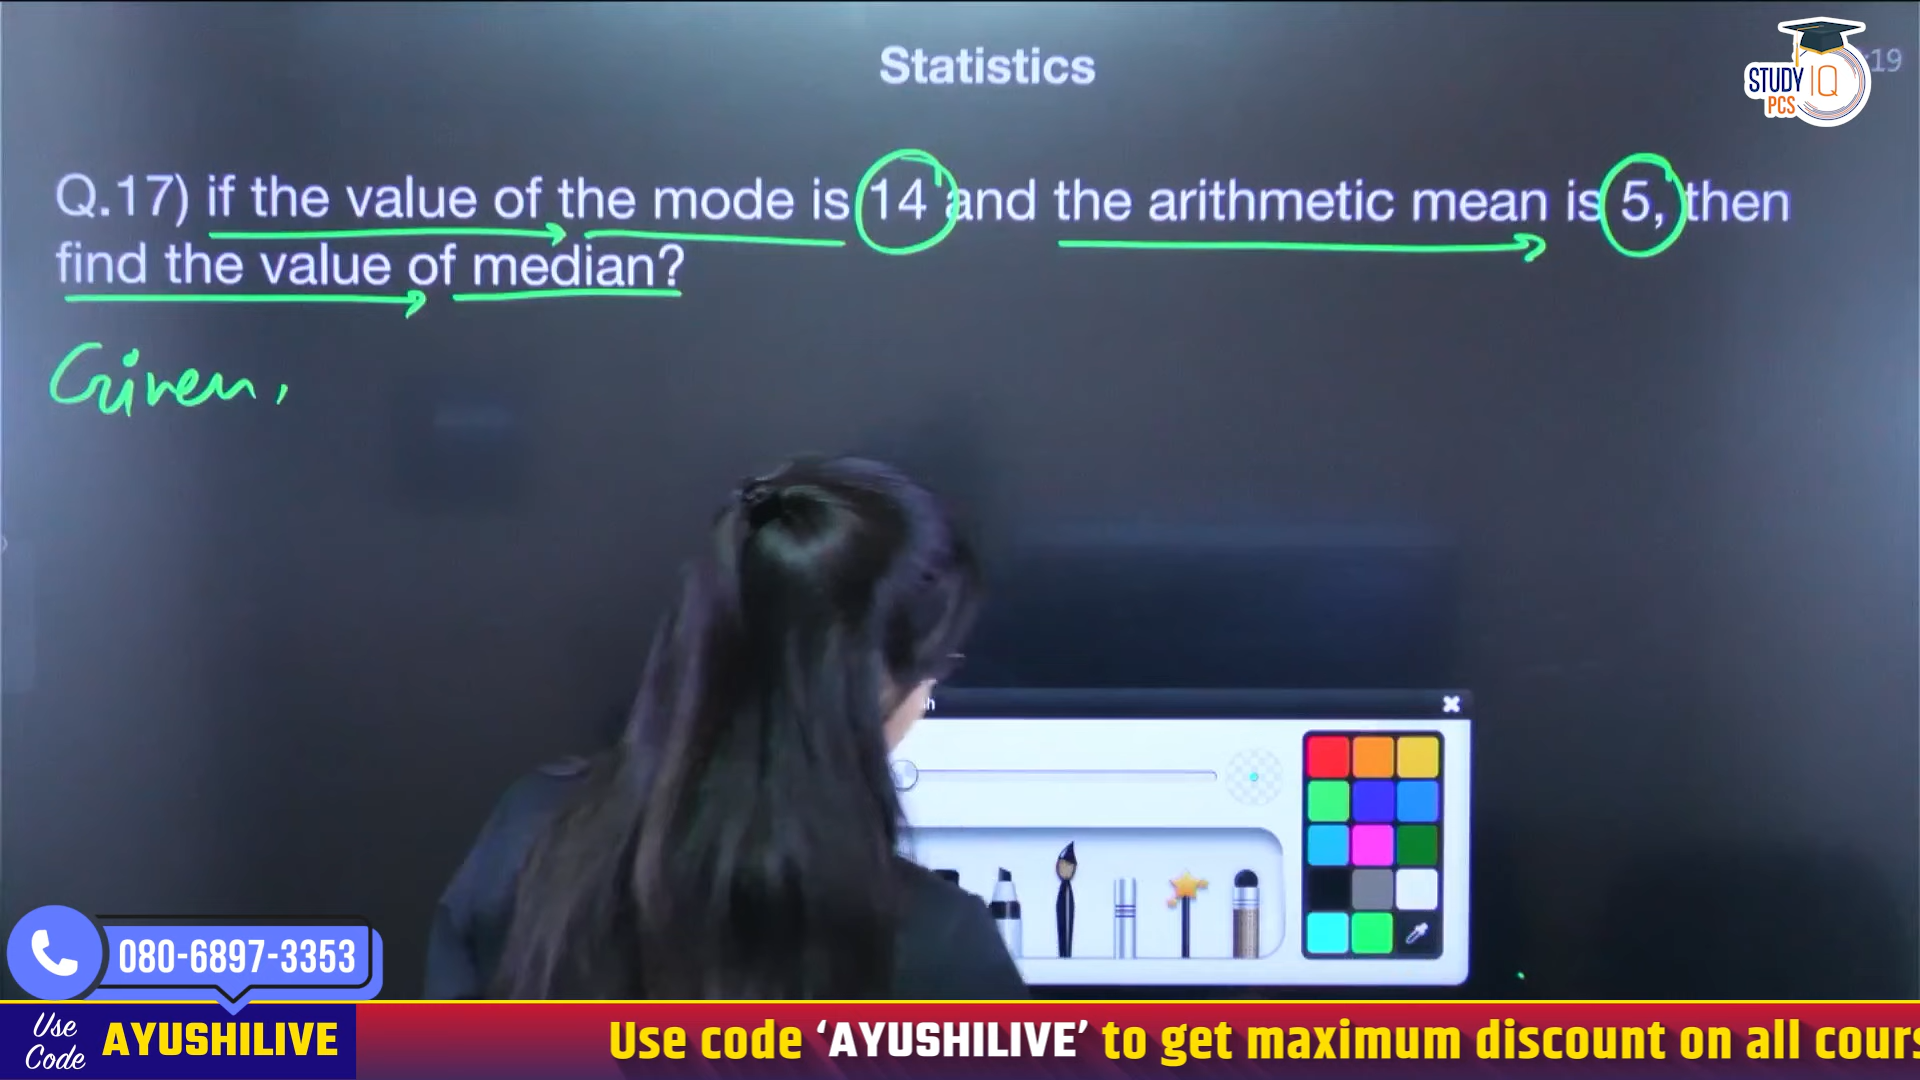 Statistics
:19
STUDY IQ
PCS
Q.17) if the value of the mode is 14 and the arithmetic mean is 5, then
find the value of median?
Given,
080-6897-3353
Use
Code
AYUSHILIVE
Use code ‘AYUSHILIVE’ to get maximum discount on all cours